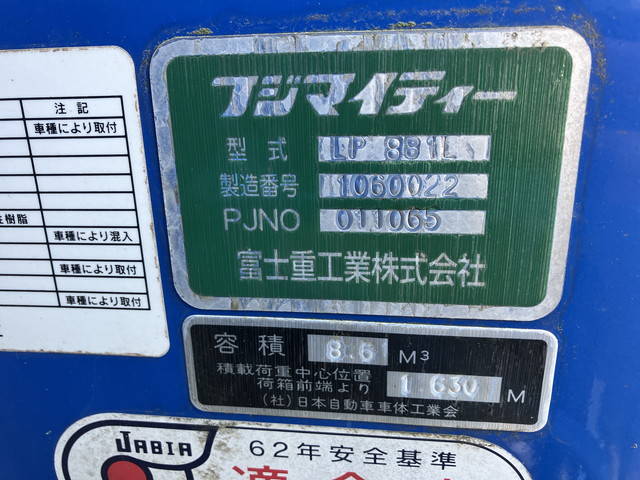 注記
車種により取付
性樹脂
車種により混入
車種により取付
車種により取付
フジマイティー
型式 LP 881L
製造番号 1060022
PJNO 011065
富士重工業株式会社
容積 8.6 M³
積載荷重中心位置
荷箱前端より 1 630 M
(社)日本自動車車体工業会
JABIA
62年安全基準
適合